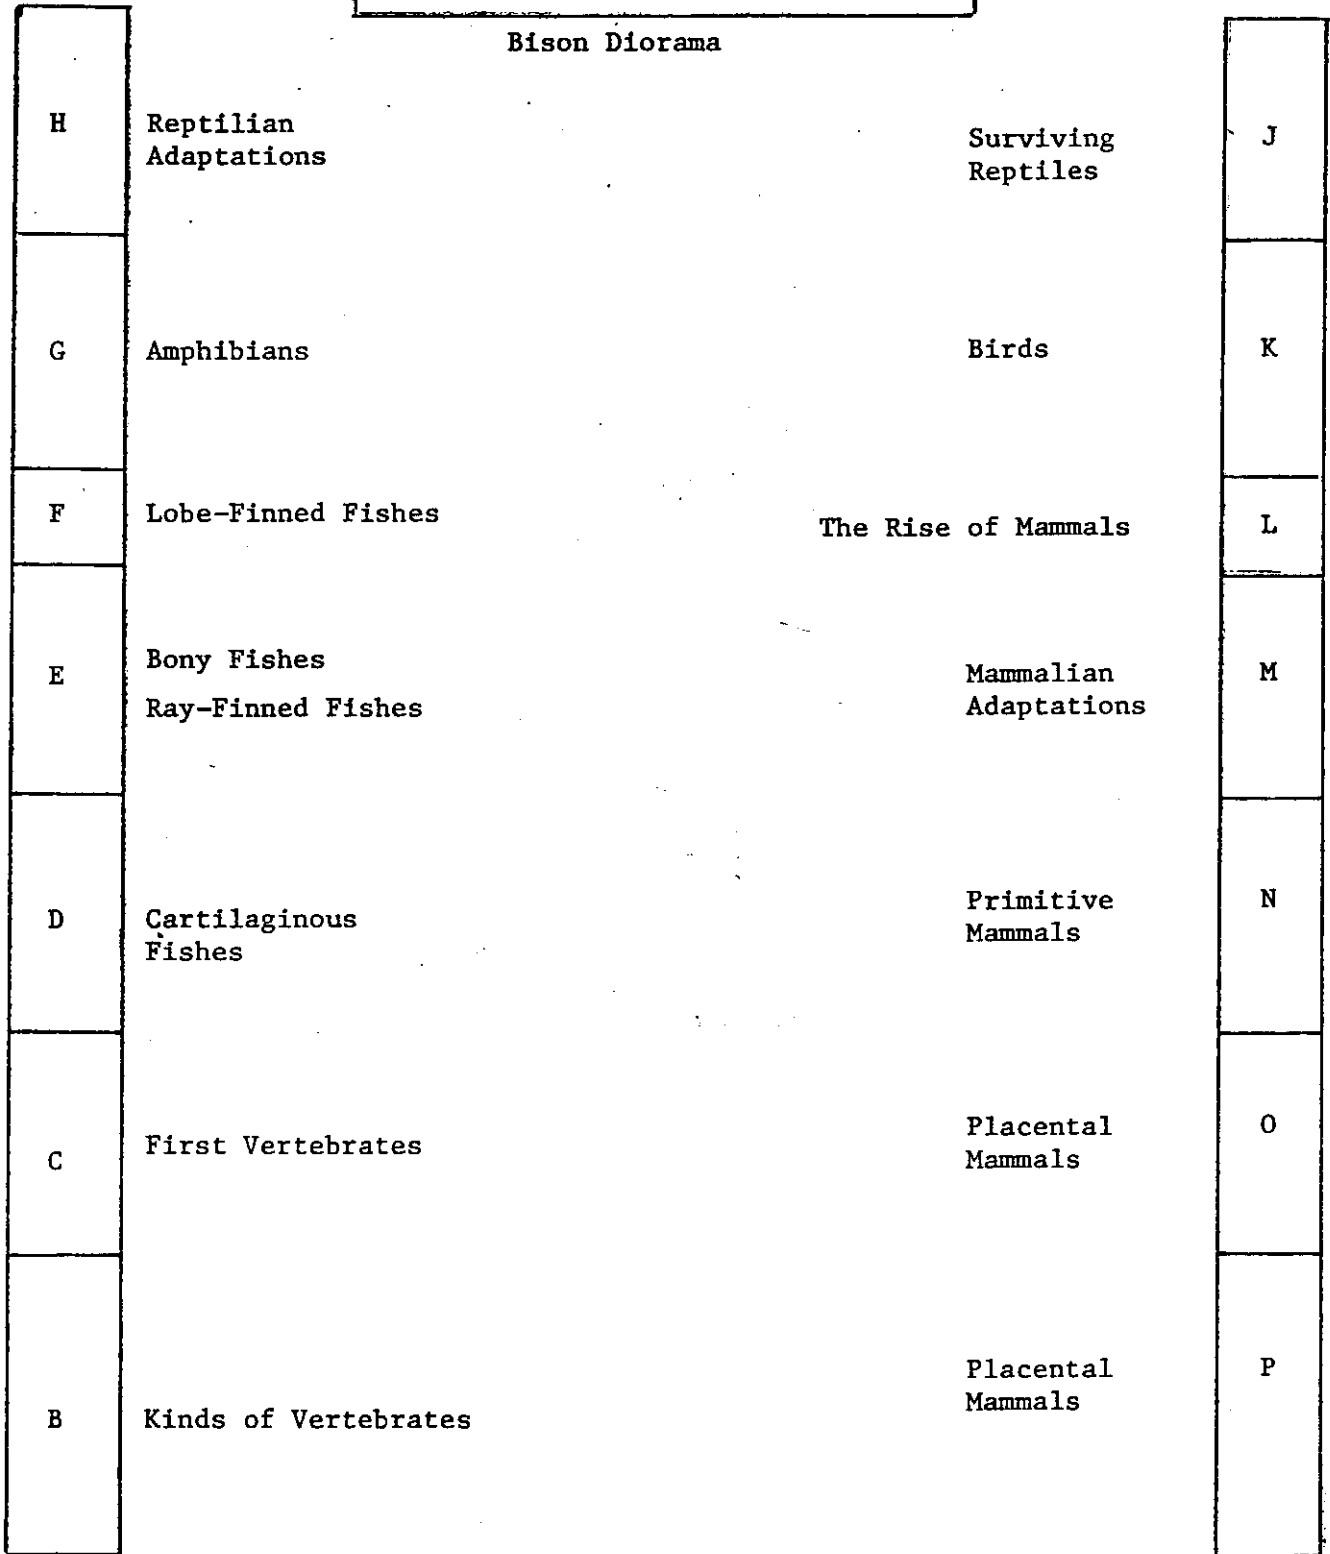 Bison Diorama
H
Reptilian
Adaptations
Surviving
Reptiles
J
G
Amphibians
Birds
K
F
Lobe-Finned Fishes
The Rise of Mammals
L
E
Bony Fishes
Ray-Finned Fishes
Mammalian
Adaptations
M
D
Cartilaginous
Fishes
Primitive
Mammals
N
C
First Vertebrates
Placental
Mammals
O
B
Kinds of Vertebrates
Placental
Mammals
P